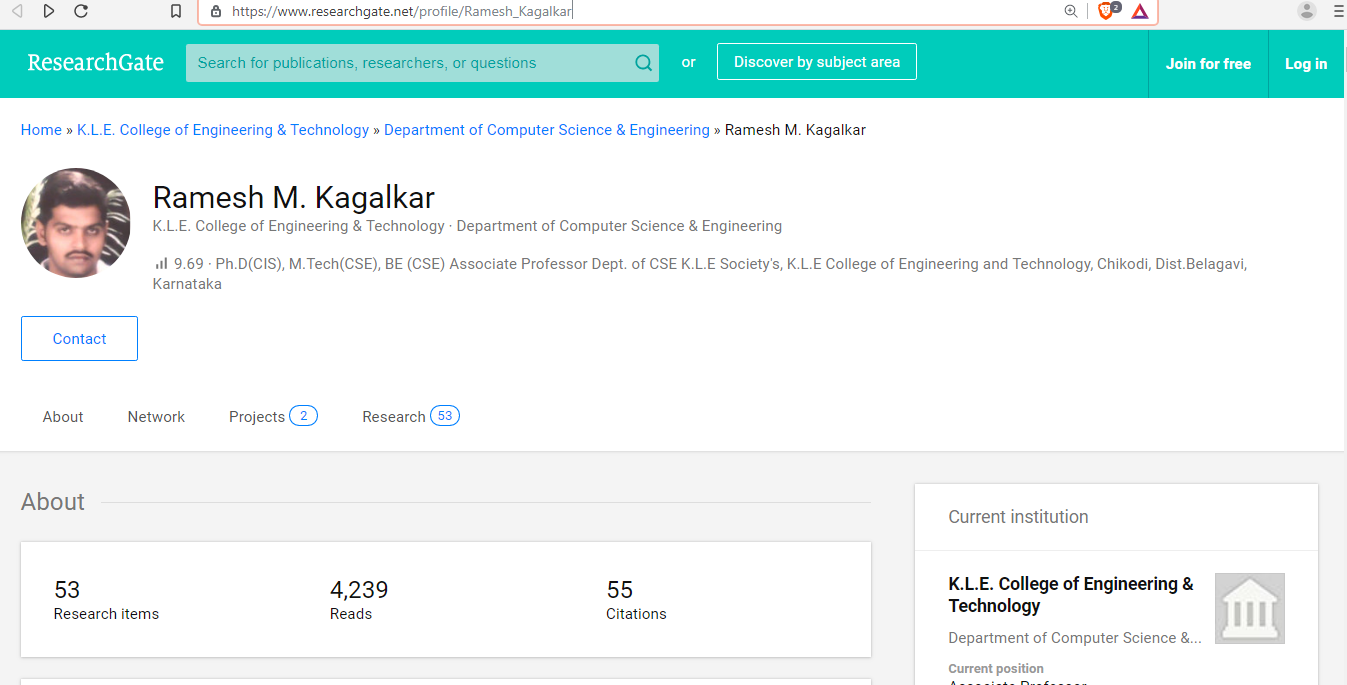 https://www.researchgate.net/profile/Ramesh_Kagalkar
2
ResearchGate
Search for publications, researchers, or questions
or
Discover by subject area
Join for free
Log in
Home » K.L.E. College of Engineering & Technology » Department of Computer Science & Engineering » Ramesh M. Kagalkar
Ramesh M. Kagalkar
K.L.E. College of Engineering & Technology · Department of Computer Science & Engineering
9.69 · Ph.D(CIS), M.Tech(CSE), BE (CSE) Associate Professor Dept. of CSE K.L.E Society's, K.L.E College of Engineering and Technology, Chikodi, Dist.Belagavi,
Karnataka
Contact
About
Network
Projects 2
Research 53
About
53
Research items
4,239
Reads
55
Citations
Current institution
K.L.E. College of Engineering &
Technology
Department of Computer Science &...
Current position
Associate Professor